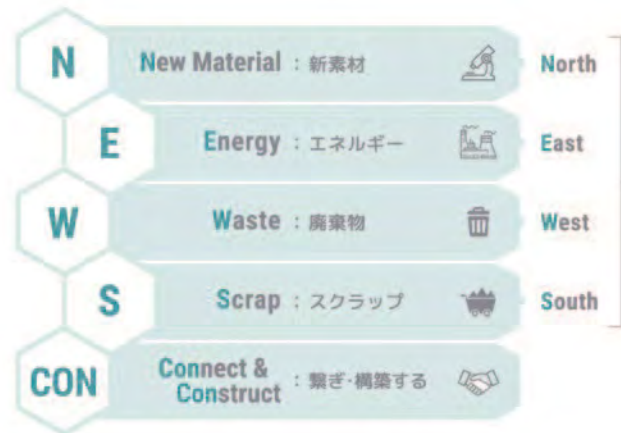 N New Material : 新素材 North
E Energy : エネルギー East
W Waste : 廃棄物 West
S Scrap : スクラップ South
CON Connect &
Construct : 繋ぎ・構築する